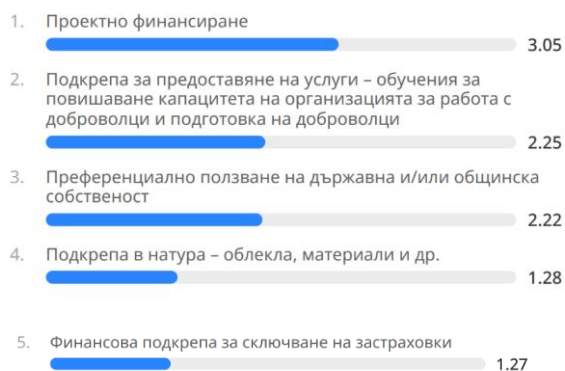 1. Проектно финансиране
3.05
2. Подкрепа за предоставяне на услуги – обучения за
повишаване капацитета на организацията за работа с
доброволци и подготовка на доброволци
2.25
3. Преференциално ползване на държавна и/или общинска
собственост
2.22
4. Подкрепа в натура – облекла, материали и др.
1.28
5. Финансова подкрепа за сключване на застраховки
1.27